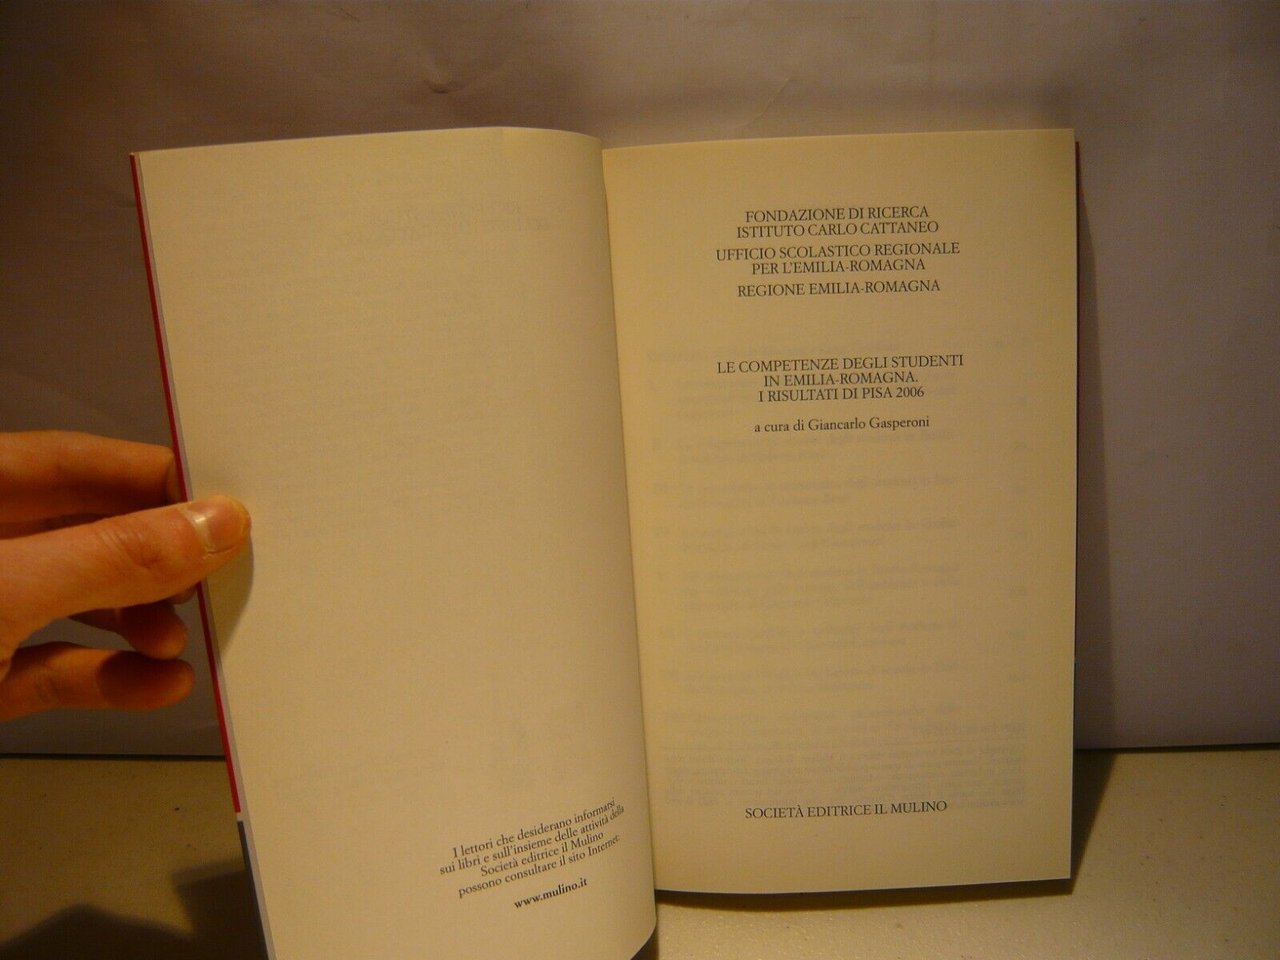 I lettori che desiderano informarsi
sui libri e sull'insieme delle attività della
Società editrice il Mulino
possono consultare il sito Internet:
www.mulino.it
FONDAZIONE DI RICERCA
ISTITUTO CARLO CATTANEO
UFFICIO SCOLASTICO REGIONALE
PER L'EMILIA-ROMAGNA
REGIONE EMILIA-ROMAGNA
LE COMPETENZE DEGLI STUDENTI
IN EMILIA-ROMAGNA.
I RISULTATI DI PISA 2006
a cura di Giancarlo Gasperoni
SOCIETÀ EDITRICE IL MULINO